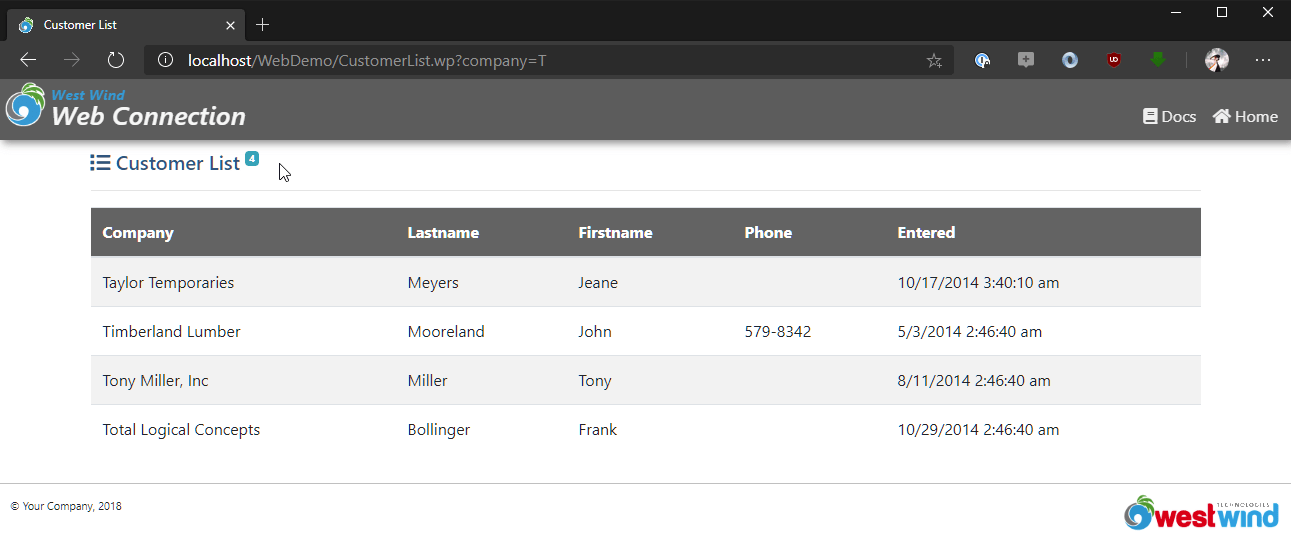 Customer List
localhost/WebDemo/CustomerList.wp?company=T
West Wind
Web Connection
Docs Home
Customer List 4
Company Lastname Firstname Phone Entered
Taylor Temporaries Meyers Jeane 10/17/2014 3:40:10 am
Timberland Lumber Mooreland John 579-8342 5/3/2014 2:46:40 am
Tony Miller, Inc Miller Tony 8/11/2014 2:46:40 am
Total Logical Concepts Bollinger Frank 10/29/2014 2:46:40 am
© Your Company, 2018
TECHNOLOGIES
westwind